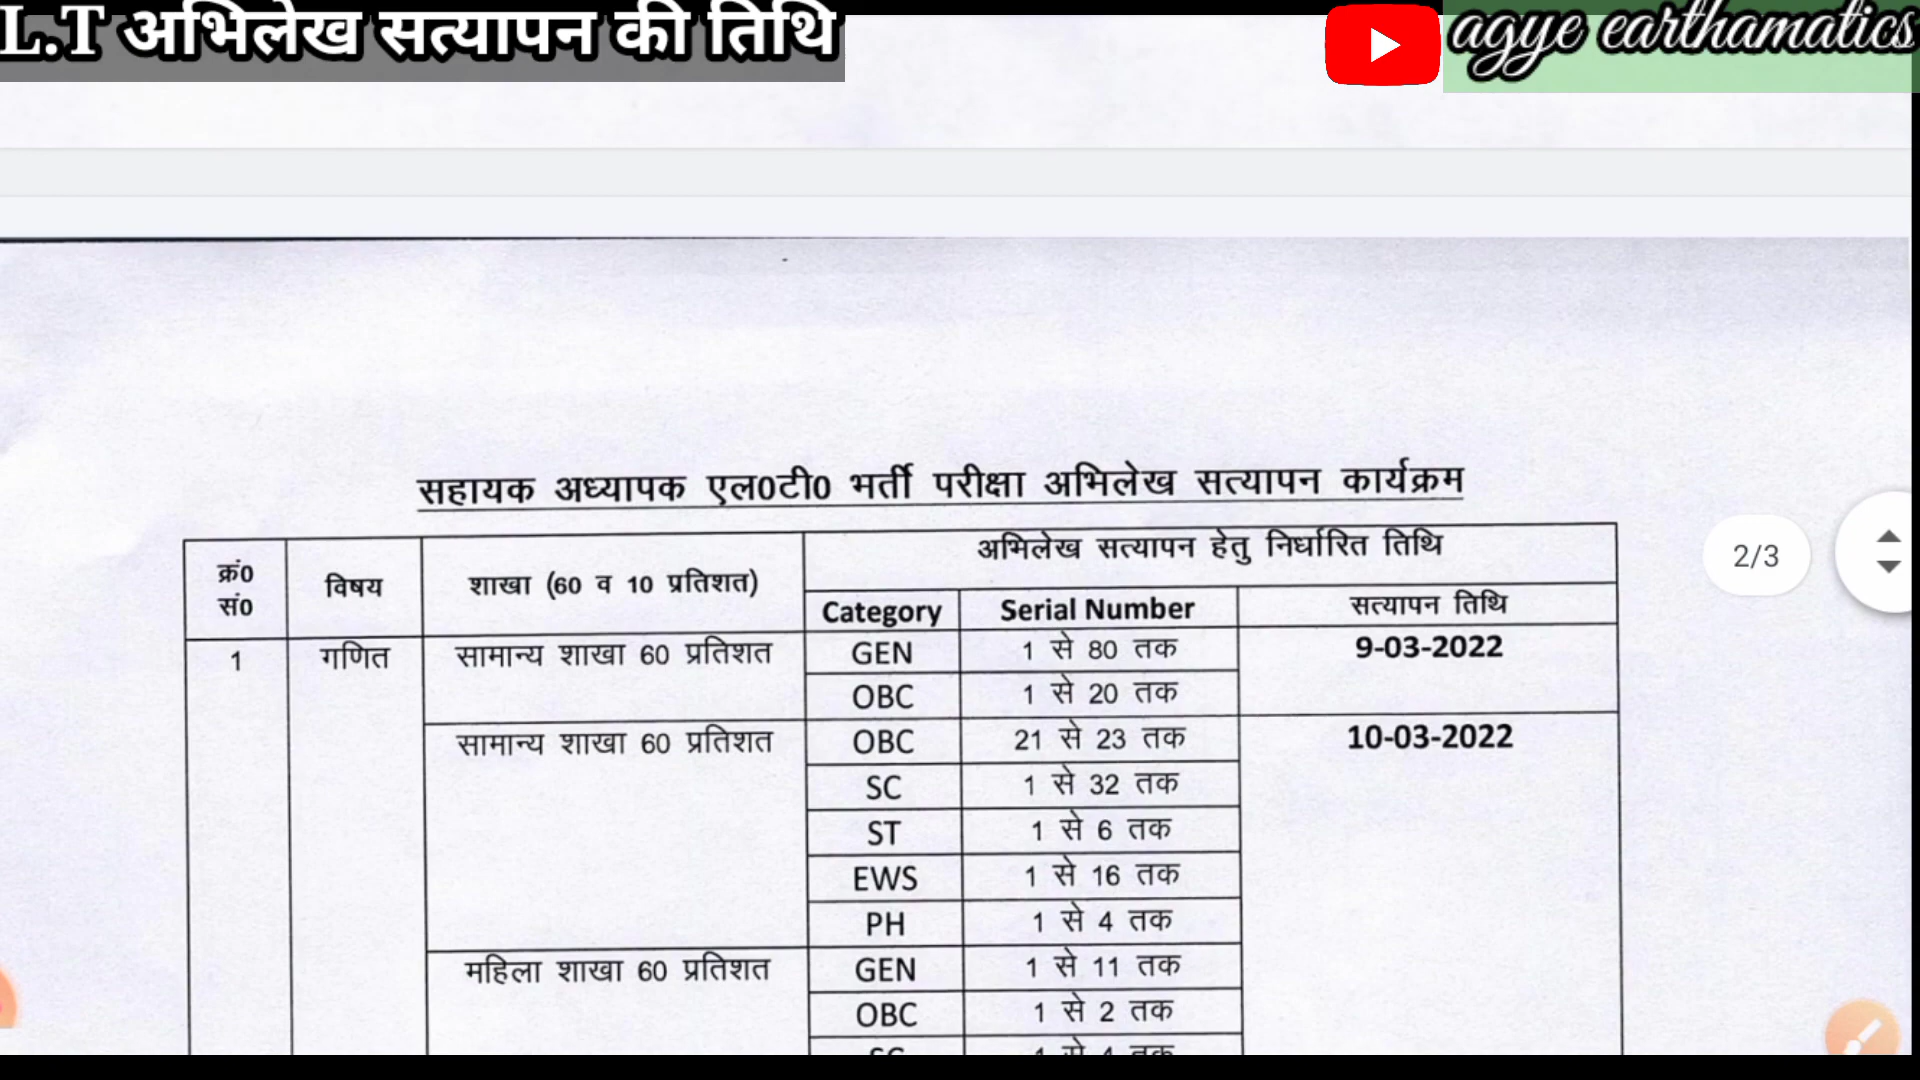 L.T अभिलेख सत्यापन की तिथि
agye earthamatics
सहायक अध्यापक एल0टी0 भर्ती परीक्षा अभिलेख सत्यापन कार्यक्रम
2/3
क्रं0 सं0 विषय शाखा (60 व 10 प्रतिशत) अभिलेख सत्यापन हेतु निर्धारित तिथि
Category Serial Number सत्यापन तिथि
1 गणित सामान्य शाखा 60 प्रतिशत GEN 1 से 80 तक 9-03-2022
OBC 1 से 20 तक
सामान्य शाखा 60 प्रतिशत OBC 21 से 23 तक 10-03-2022
SC 1 से 32 तक
ST 1 से 6 तक
EWS 1 से 16 तक
PH 1 से 4 तक
महिला शाखा 60 प्रतिशत GEN 1 से 11 तक
OBC 1 से 2 तक